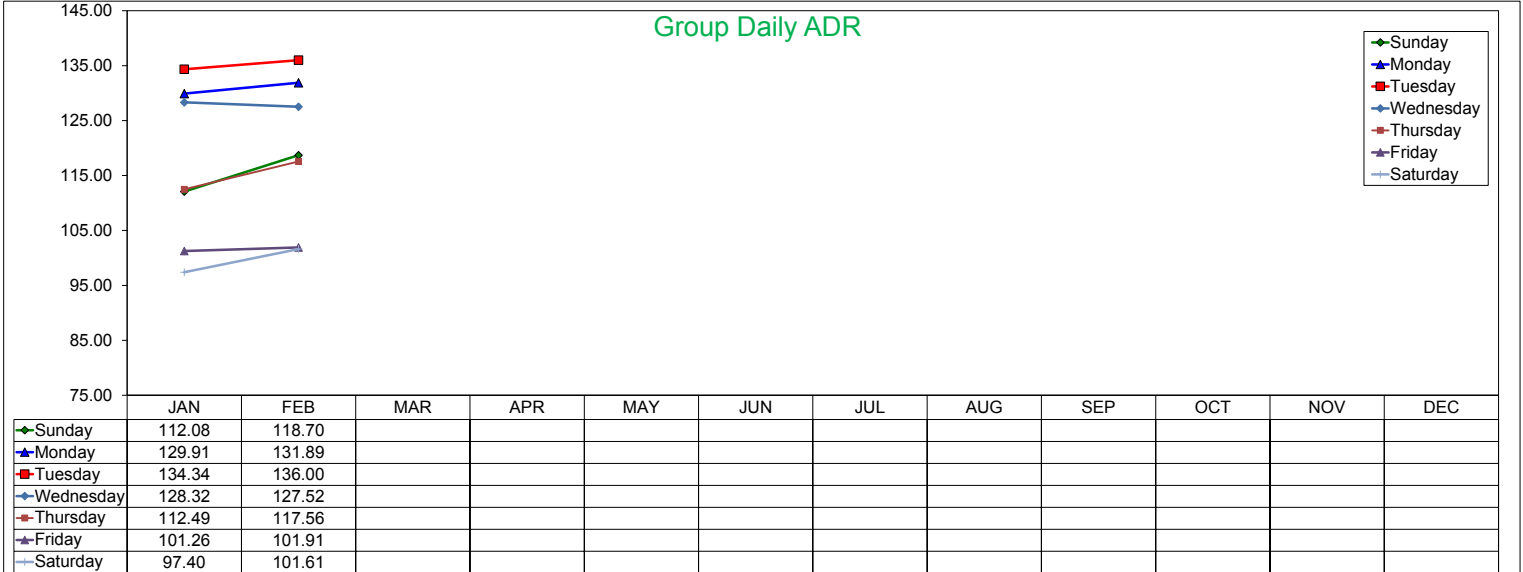 Group Daily ADR
145.00
135.00
125.00
115.00
105.00
95.00
85.00
75.00
Sunday
Monday
Tuesday
Wednesday
Thursday
Friday
Saturday
JAN FEB MAR APR MAY JUN JUL AUG SEP OCT NOV DEC
Sunday 112.08 118.70
Monday 129.91 131.89
Tuesday 134.34 136.00
Wednesday 128.32 127.52
Thursday 112.49 117.56
Friday 101.26 101.91
Saturday 97.40 101.61